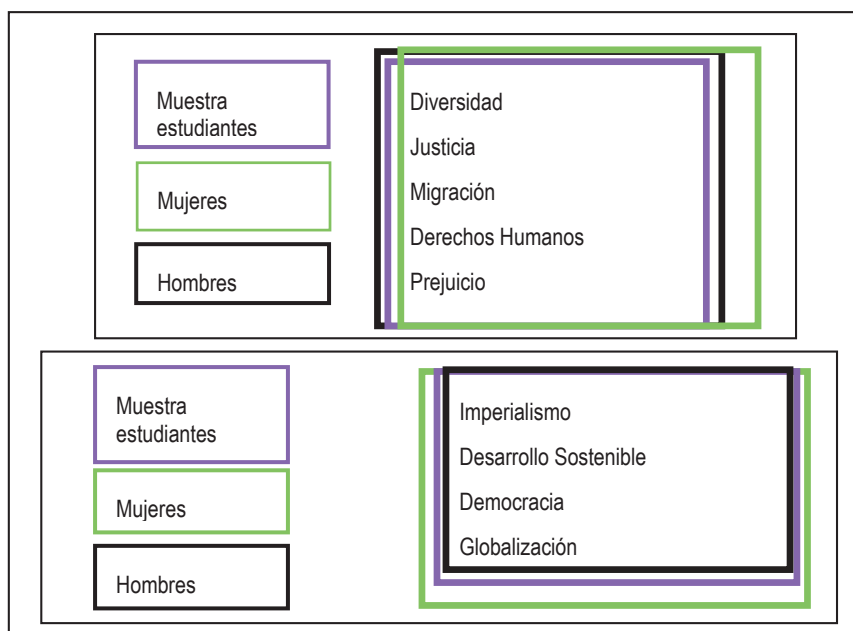 Muestra
estudiantes
Mujeres
Hombres
Diversidad
Justicia
Migración
Derechos Humanos
Prejuicio
Muestra
estudiantes
Mujeres
Hombres
Imperialismo
Desarrollo Sostenible
Democracia
Globalización